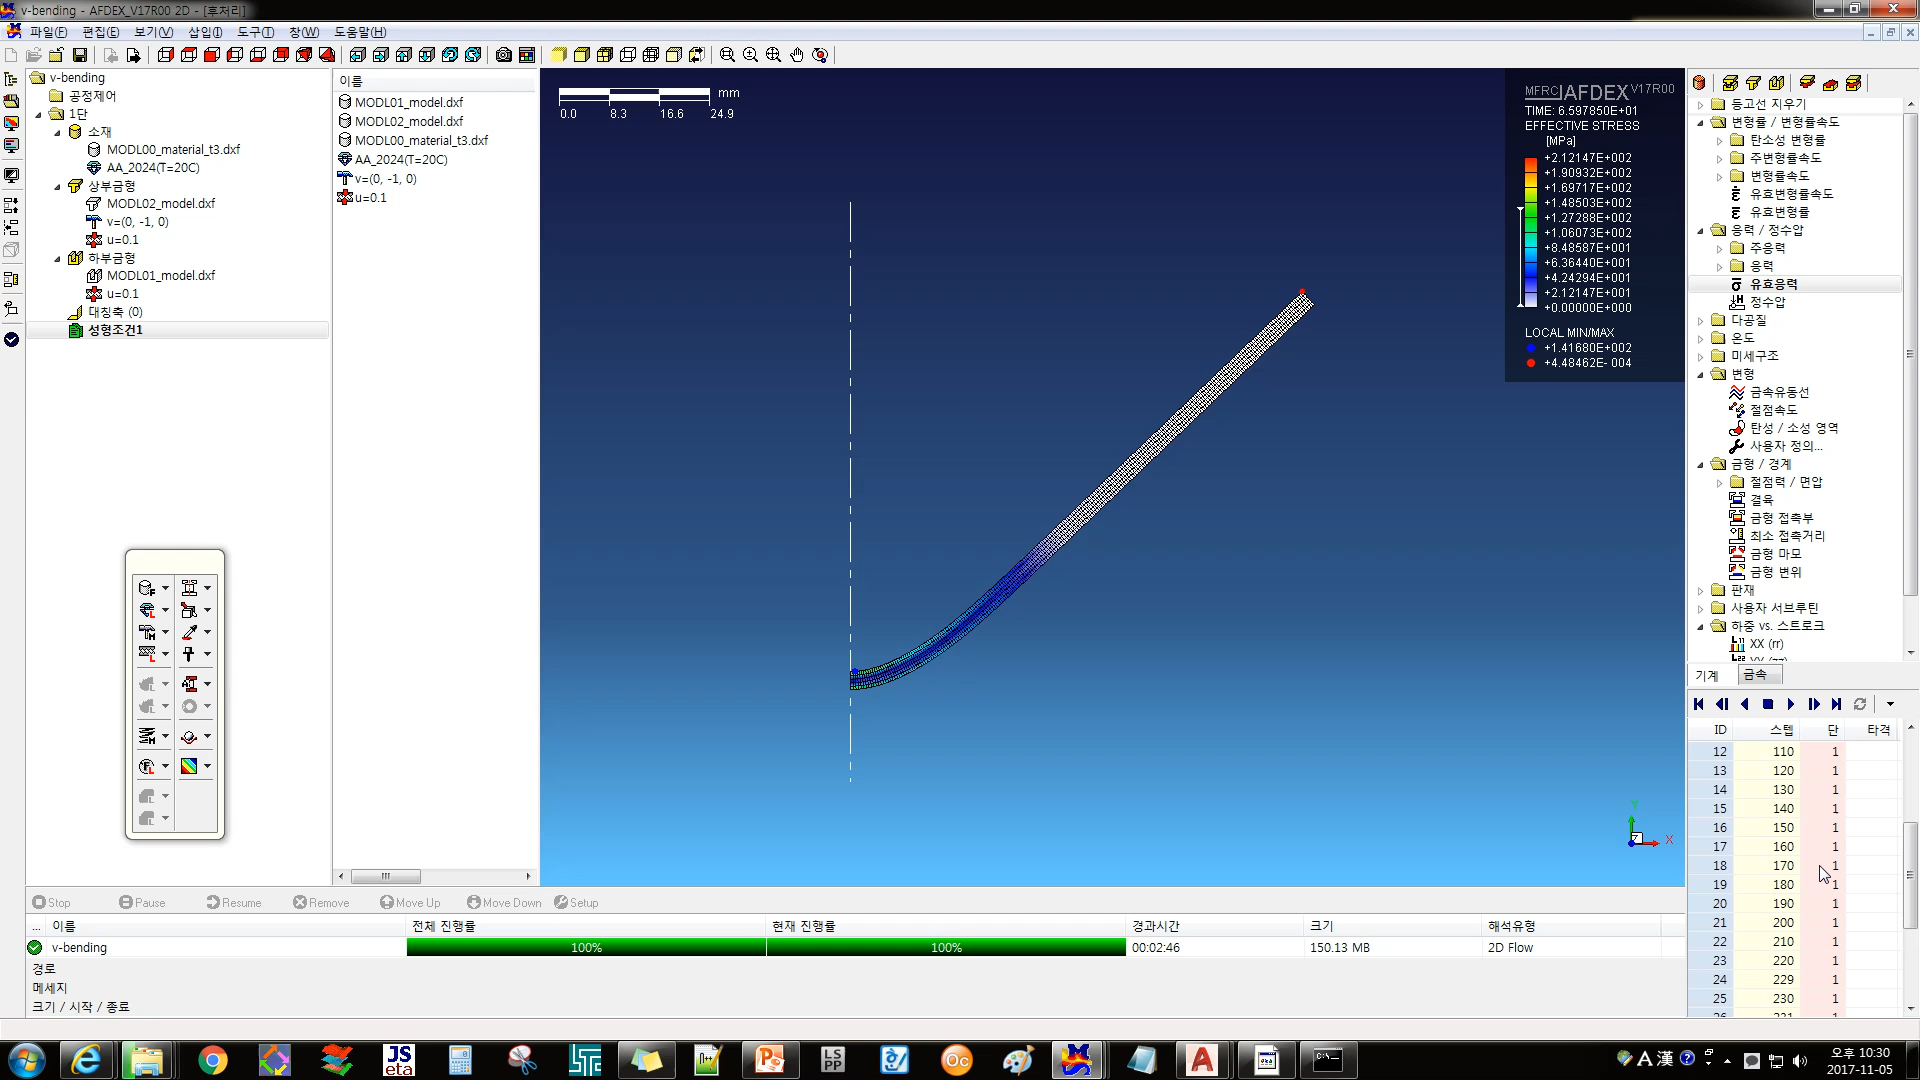 v-bending - AFDEX_V17R00 2D - [후처리]
파일(F) 편집(E) 보기(V) 삽입(I) 도구(T) 창(W) 도움말(H)
v-bending
공정제어
1단
소재
MODL00_material_t3.dxf
AA_2024(T=20C)
상부금형
MODL02_model.dxf
v=(0, -1, 0)
u=0.1
하부금형
MODL01_model.dxf
u=0.1
대칭축 (0)
성형조건1
이름
MODL01_model.dxf
MODL02_model.dxf
MODL00_material_t3.dxf
AA_2024(T=20C)
v=(0, -1, 0)
u=0.1
mm
0.0 8.3 16.6 24.9
MFRC|AFDEX V17R00
TIME: 6.597850E+01
EFFECTIVE STRESS
[MPa]
+2.12147E+002
+1.90932E+002
+1.69717E+002
+1.48503E+002
+1.27288E+002
+1.06073E+002
+8.48587E+001
+6.36440E+001
+4.24294E+001
+2.12147E+001
+0.00000E+000
LOCAL MIN/MAX
+1.41680E+002
+4.48462E-004
Y
Z
X
등고선 지우기
변형률 / 변형률속도
탄소성 변형률
주변형률속도
변형률속도
유효변형률속도
유효변형률
응력 / 정수압
주응력
응력
유효응력
정수압
다공질
온도
미세구조
변형
금속유동선
절점속도
탄성 / 소성 영역
사용자 정의...
금형 / 경계
절점력 / 면압
결육
금형 접촉부
최소 접촉거리
금형 마모
금형 변위
판재
사용자 서브루틴
하중 vs. 스트로크
XX (rr)
기계 금속
ID 스텝 단 타격
12 110 1
13 120 1
14 130 1
15 140 1
16 150 1
17 160 1
18 170 1
19 180 1
20 190 1
21 200 1
22 210 1
23 220 1
24 229 1
25 230 1
Stop Pause Resume Remove Move Up Move Down Setup
... 이름 전체 진행률 현재 진행률 경과시간 크기 해석유형
v-bending 100% 100% 00:02:46 150.13 MB 2D Flow
경로
메세지
크기 / 시작 / 종료
JS
eta
LS
PP
Oc
A 漢
오후 10:30
2017-11-05